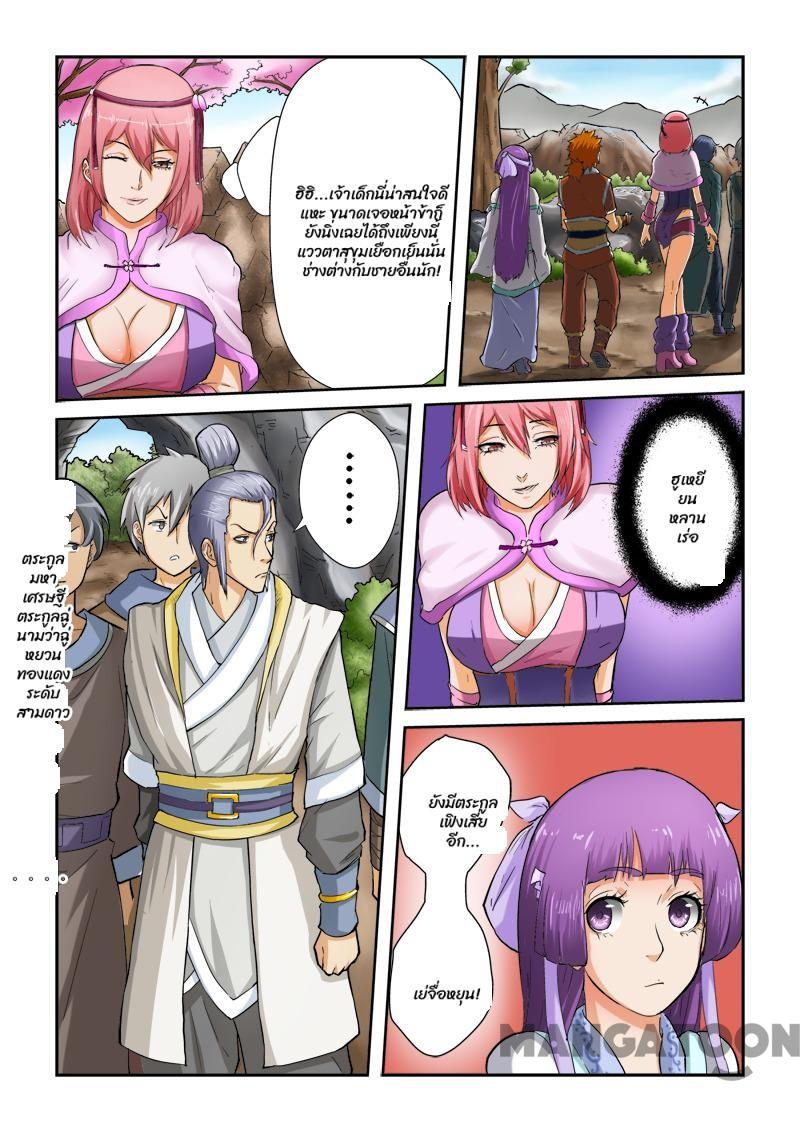 ฮิฮิ...เจ้าเด็กนี่น่าสนใจดี
แหะ ขนาดเจอหน้าข้าก็
ยังนิ่งเฉยได้ถึงเพียงนี้
แววตาสุขุมเยือกเย็นนั่น
ช่างต่างกับชายอื่นนัก!
ฮูเหยี
ยน
หลาน
เร่อ
......
ตระกูล
มหา
เศรษฐี
ตระกูลฉู่
นามว่าฉู่
หยวน
ทองแดง
ระดับ
สามดาว
....
ยังมีตระกูล
เฟิงเสี่ย
อีก...
เย่จื่อหยุน!
MANGATOON